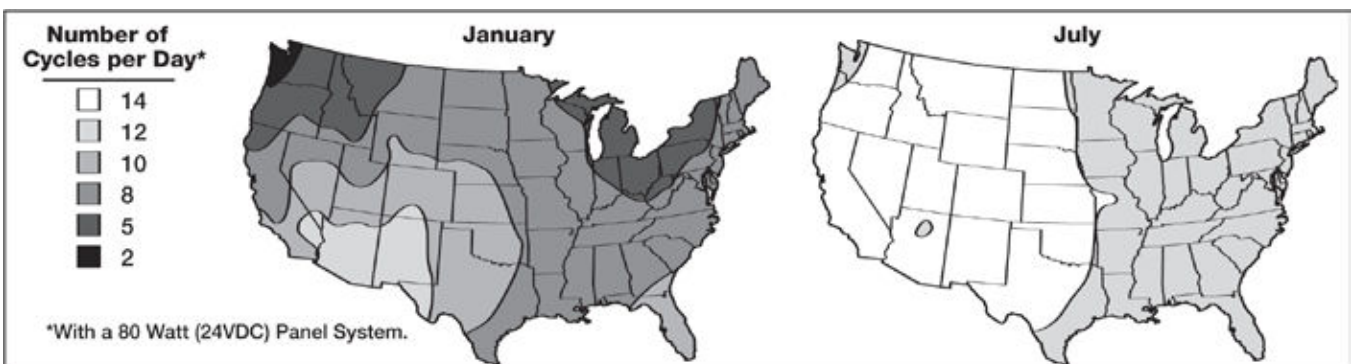 Number of
Cycles per Day*
14
12
10
8
5
2
*With a 80 Watt (24VDC) Panel System.
January
July